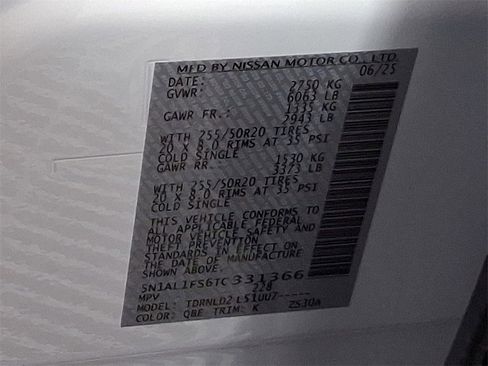 MFD BY NISSAN MOTOR CO., LTD
DATE: 06/25
GVWR: 2750 KG
6063 LB
GAWR FR.: 1335 KG
2943 LB
WITH 255/50R20 TIRES
20 X 8.0 RIMS AT 35 PSI
COLD SINGLE
GAWR RR. 1530 KG
3373 LB
WITH 255/50R20 TIRES
20 X 8.0 RIMS AT 35 PSI
COLD SINGLE
THIS VEHICLE CONFORMS TO
ALL APPLICABLE FEDERAL
MOTOR VEHICLE SAFETY AND
THEFT PREVENTION
STANDARDS IN EFFECT ON
THE DATE OF MANUFACTURE
SHOWN ABOVE.
5N1AL1FS6TC331366
MPV 228
MODEL: TDRNLD2 L51UU7-----
COLOR: QBE TRIM: K ZS30A